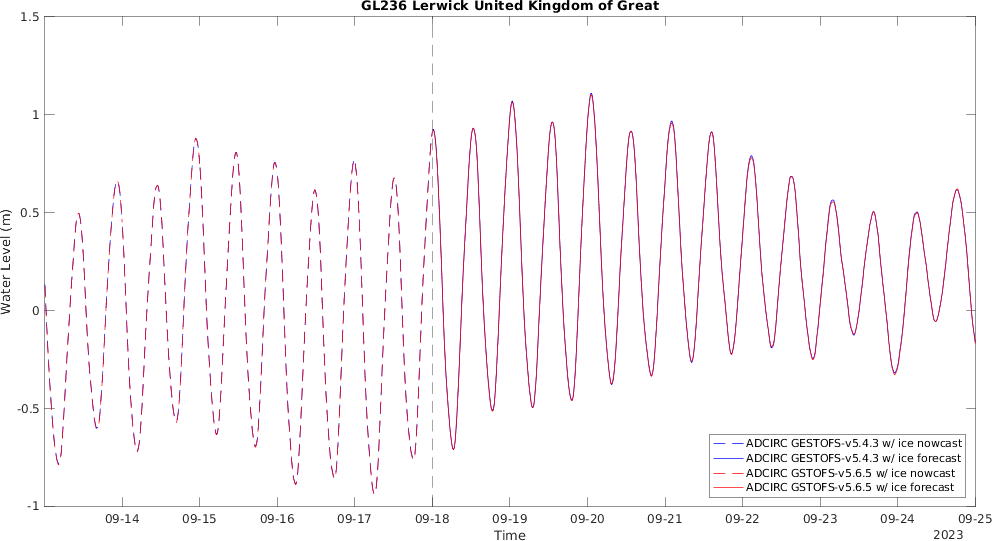 GL236 Lerwick United Kingdom of Great
1.5
1
0.5
0
-0.5
-1
Water Level (m)
09-14 09-15 09-16 09-17 09-18 09-19 09-20 09-21 09-22 09-23 09-24 09-25
Time
2023
ADCIRC GESTOFS-v5.4.3 w/ ice nowcast
ADCIRC GESTOFS-v5.4.3 w/ ice forecast
ADCIRC GSTOFS-v5.6.5 w/ ice nowcast
ADCIRC GSTOFS-v5.6.5 w/ ice forecast